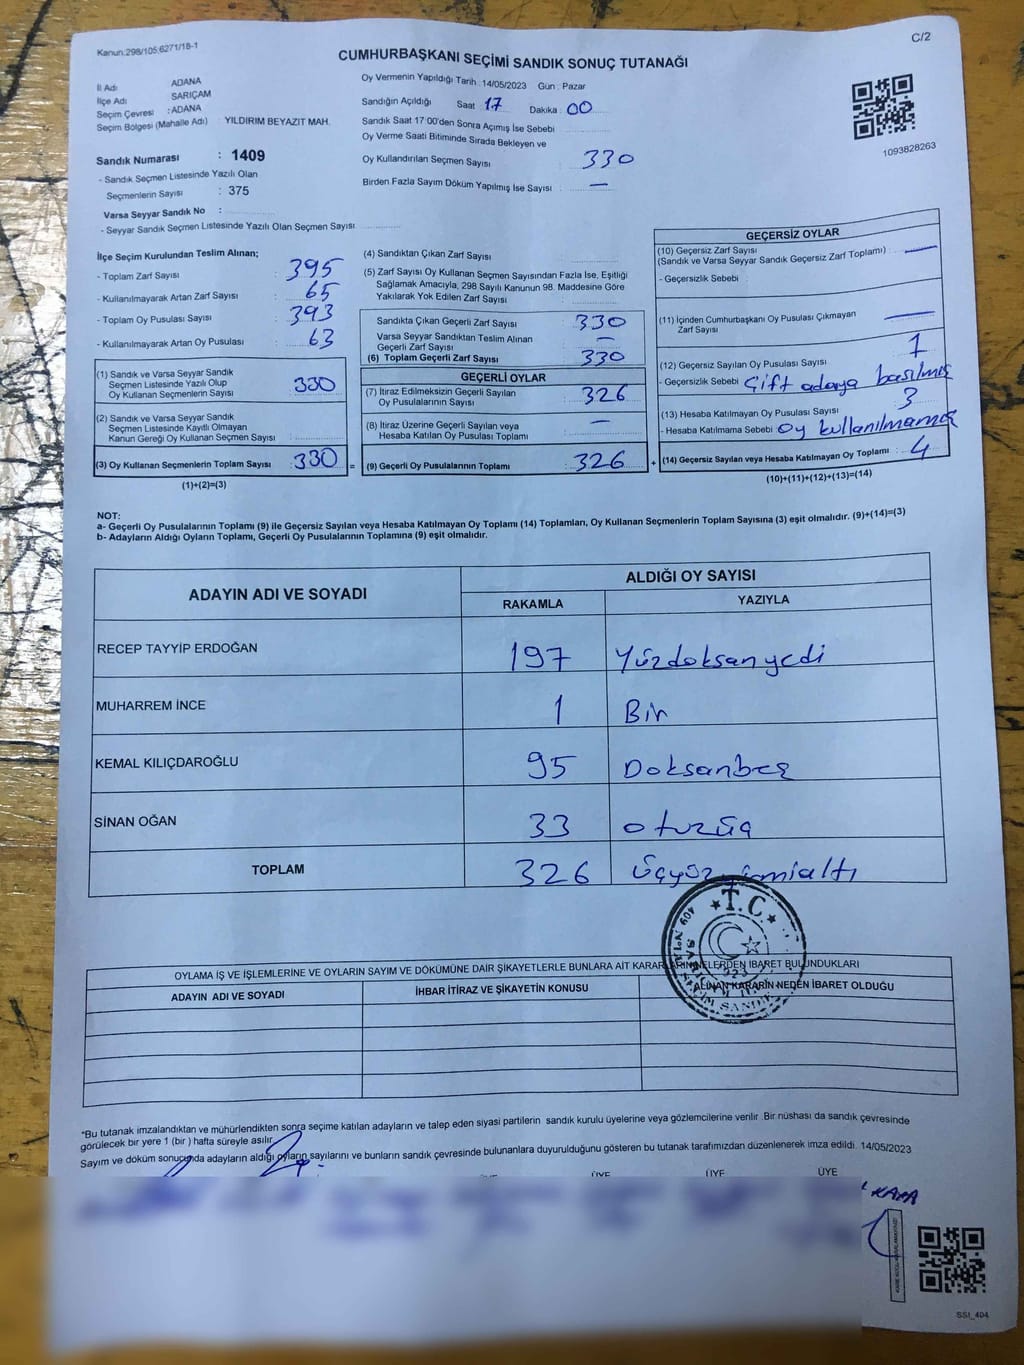 Kanun:298/105;6271/18-1
C/2
CUMHURBAŞKANI SEÇİMİ SANDIK SONUÇ TUTANAĞI
İl Adı ADANA
İlçe Adı SARIÇAM
Seçim Çevresi : ADANA
Seçim Bölgesi (Mahalle Adı) : YILDIRIM BEYAZIT MAH.
Sandık Numarası : 1409
- Sandık Seçmen Listesinde Yazılı Olan
Seçmenlerin Sayısı : 375
Varsa Seyyar Sandık No :
- Seyyar Sandık Seçmen Listesinde Yazılı Olan Seçmen Sayısı
Oy Vermenin Yapıldığı Tarih : 14/05/2023 Gün : Pazar
Sandığın Açıldığı Saat 17 Dakika : 00
Sandık Saat 17:00'den Sonra Açımış İse Sebebi
Oy Verme Saati Bitiminde Sırada Bekleyen ve
Oy Kullandırılan Seçmen Sayısı : 330
Birden Fazla Sayım Döküm Yapılmış İse Sayısı : —
1093828263
İlçe Seçim Kurulundan Teslim Alınan;
- Toplam Zarf Sayısı : 395
- Kullanılmayarak Artan Zarf Sayısı : 65
- Toplam Oy Pusulası Sayısı : 393
- Kullanılmayarak Artan Oy Pusulası : 63
(1) Sandık ve Varsa Seyyar Sandık
Seçmen Listesinde Yazılı Olup
Oy Kullanan Seçmenlerin Sayısı : 330
(2) Sandık ve Varsa Seyyar Sandık
Seçmen Listesinde Kayıtlı Olmayan
Kanun Gereği Oy Kullanan Seçmen Sayısı :
(3) Oy Kullanan Seçmenlerin Toplam Sayısı : 330 =
(1)+(2)=(3)
(4) Sandıktan Çıkan Zarf Sayısı :
(5) Zarf Sayısı Oy Kullanan Seçmen Sayısından Fazla İse, Eşitliği
Sağlamak Amacıyla, 298 Sayılı Kanunun 98. Maddesine Göre
Yakılarak Yok Edilen Zarf Sayısı :
Sandıkta Çıkan Geçerli Zarf Sayısı : 330
Varsa Seyyar Sandıktan Teslim Alınan
Geçerli Zarf Sayısı : —
(6) Toplam Geçerli Zarf Sayısı : 330
GEÇERLİ OYLAR
(7) İtiraz Edilmeksizin Geçerli Sayılan
Oy Pusulalarının Sayısı : 326
(8) İtiraz Üzerine Geçerli Sayılan veya
Hesaba Katılan Oy Pusulaların Toplamı : —
(9) Geçerli Oy Pusulalarının Toplamı : 326 +
GEÇERSİZ OYLAR
(10) Geçersiz Zarf Sayısı
(Sandık ve Varsa Seyyar Sandık Geçersiz Zarf Toplamı) : —
- Geçersizlik Sebebi
(11) İçinden Cumhurbaşkanı Oy Pusulası Çıkmayan
Zarf Sayısı —
(12) Geçersiz Sayılan Oy Pusulası Sayısı : 1
- Geçersizlik Sebebi : çift adaya basılmış
(13) Hesaba Katılmayan Oy Pusulası Sayısı : 3
- Hesaba Katılmama Sebebi : oy kullanılmamış
(14) Geçersiz Sayılan veya Hesaba Katılmayan Oy Toplamı : 4
(10)+(11)+(12)+(13)=(14)
NOT:
a- Geçerli Oy Pusulalarının Toplamı (9) ile Geçersiz Sayılan veya Hesaba Katılmayan Oy Toplamı (14) Toplamları, Oy Kullanan Seçmenlerin Toplam Sayısına (3) eşit olmalıdır. (9)+(14)=(3)
b- Adayların Aldığı Oyların Toplamı, Geçerli Oy Pusulalarının Toplamına (9) eşit olmalıdır.
ADAYIN ADI VE SOYADI ALDIĞI OY SAYISI
RAKAMLA YAZIYLA
RECEP TAYYİP ERDOĞAN 197 Yüzdoksanyedi
MUHARREM İNCE 1 Bir
KEMAL KILIÇDAROĞLU 95 Doksanbeş
SİNAN OĞAN 33 otuzüç
TOPLAM 326
T.C.
OYLAMA İŞ VE İŞLEMLERİNE VE OYLARIN SAYIM VE DÖKÜMÜNE DAİR ŞİKAYETLERLE BUNLARA AİT KARARLARIN NELERDEN İBARET BULUNDUKLARI
ADAYIN ADI VE SOYADI İHBAR İTİRAZ VE ŞİKAYETİN KONUSU ALINAN KARARIN NEDEN İBARET OLDUĞU
*Bu tutanak imzalandıktan ve mühürlendikten sonra seçime katılan adayların ve talep eden siyasi partilerin sandık kurulu üyelerine veya gözlemcilerine verilir. Bir nüshası da sandık çevresinde
görülecek bir yere 1 (bir ) hafta süreyle asılır.
Sayım ve döküm sonucunda adayların aldığı oyların sayılarını ve bunların sandık çevresinde bulunanlara duyurulduğunu gösteren bu tutanak tarafımızdan düzenlenerek imza edildi. 14/05/2023
ÜYE ÜYE ÜYE ÜYE
KAYA
SSİ_404